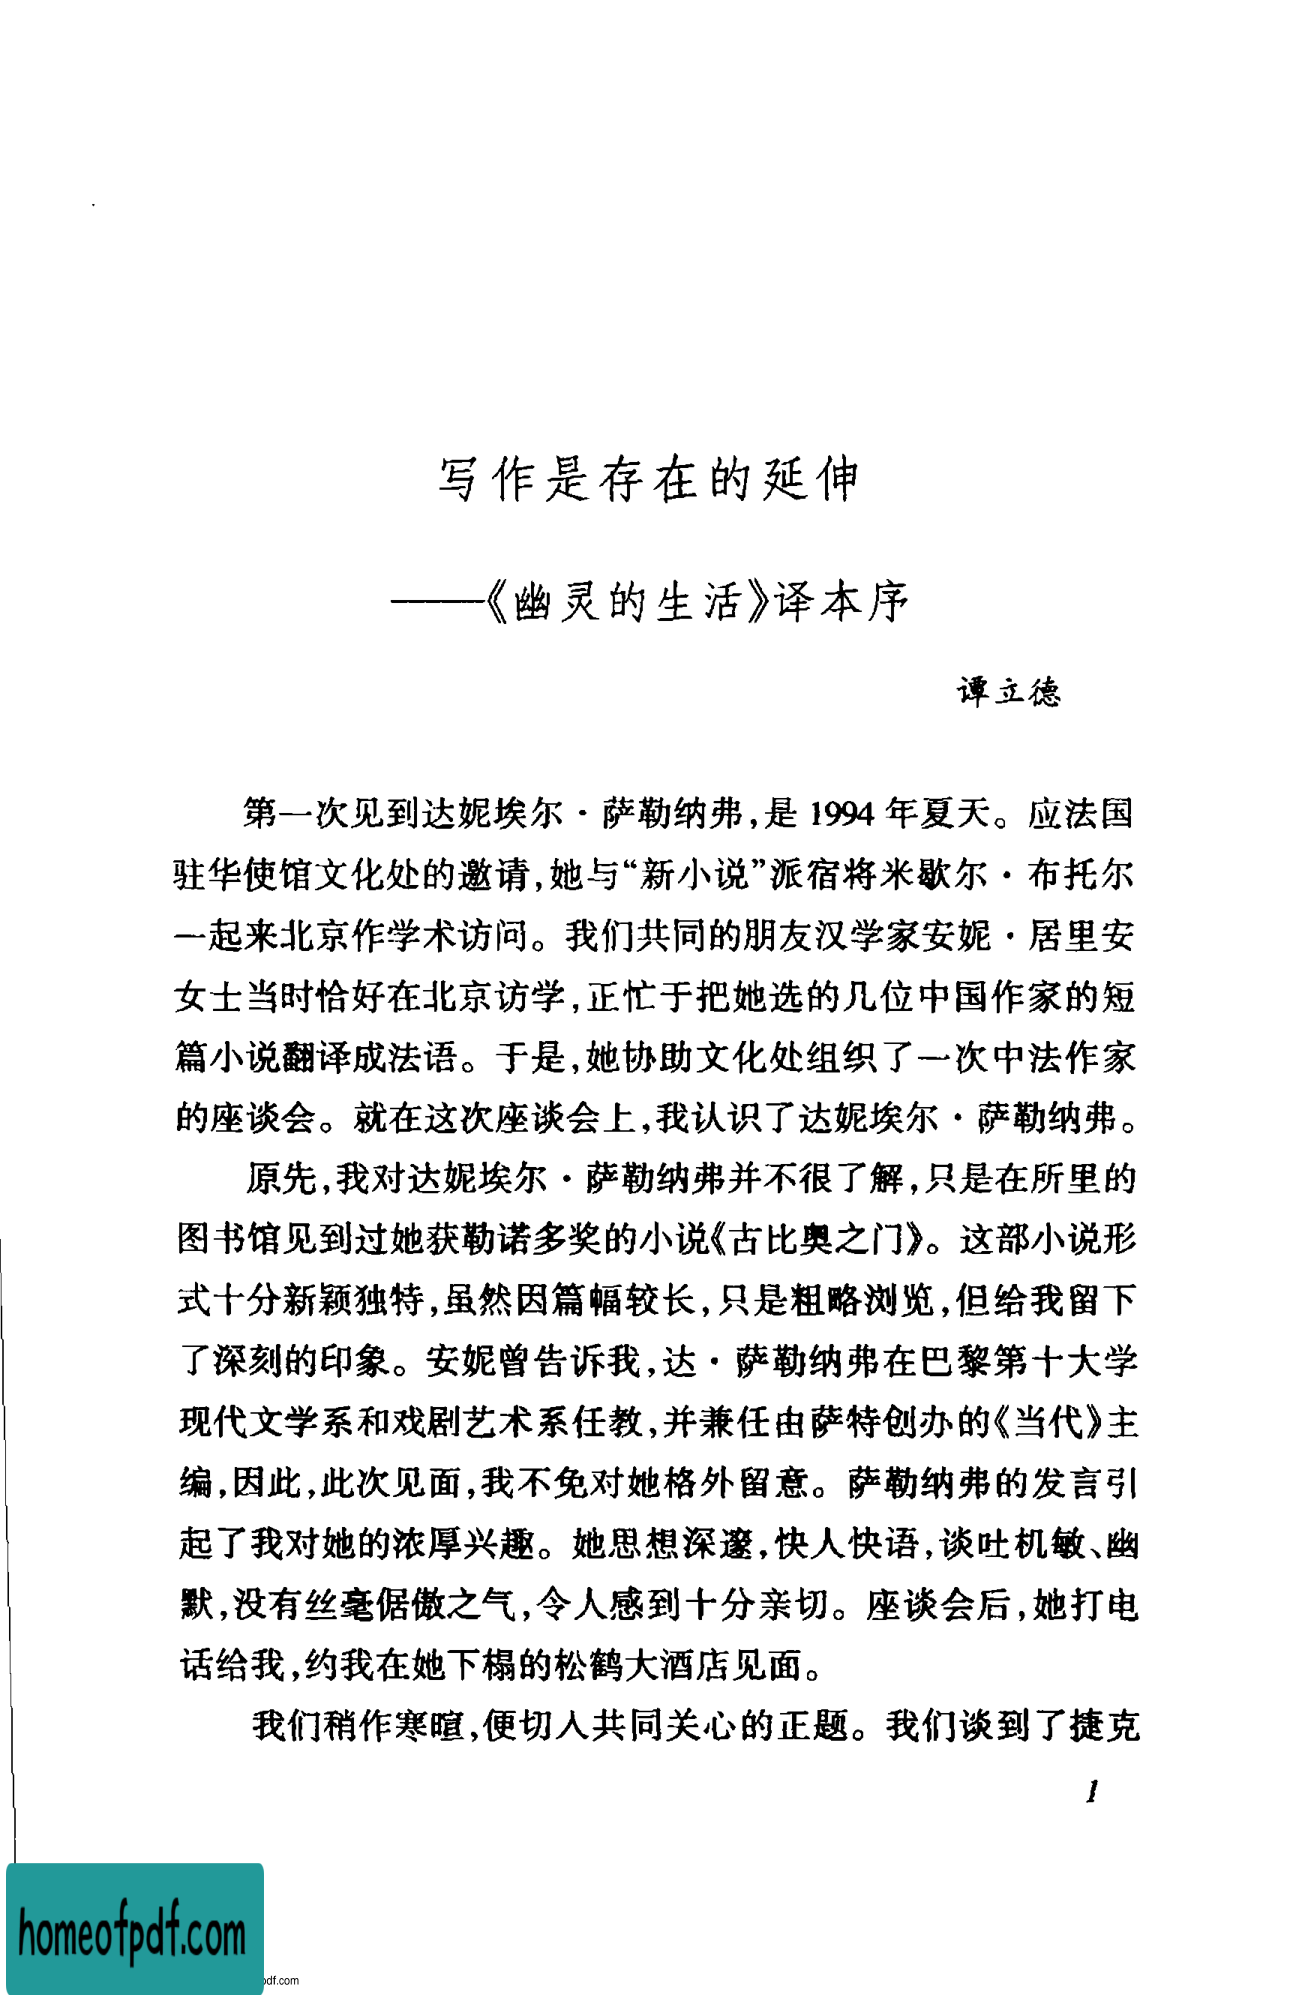 写作是存在的延伸
——《幽灵的生活》译本序
谭立德
第一次见到达妮埃尔·萨勒纳弗,是1994年夏天。应法国
驻华使馆文化处的邀请,她与“新小说”派宿将米歇尔·布托尔
一起来北京作学术访问。我们共同的朋友汉学家安妮·居里安
女士当时恰好在北京访学,正忙于把她选的几位中国作家的短
篇小说翻译成法语。于是,她协助文化处组织了一次中法作家
的座谈会。就在这次座谈会上,我认识了达妮埃尔·萨勒纳弗。
原先,我对达妮埃尔·萨勒纳弗并不很了解,只是在所里的
图书馆见到过她获勒诺多奖的小说《古比奥之门》。这部小说形
式十分新颖独特,虽然因篇幅较长,只是粗略浏览,但给我留下
了深刻的印象。安妮曾告诉我,达·萨勒纳弗在巴黎第十大学
现代文学系和戏剧艺术系任教,并兼任由萨特创办的《当代》主
编,因此,此次见面,我不免对她格外留意。萨勒纳弗的发言引
起了我对她的浓厚兴趣。她思想深邃,快人快语,谈吐机敏、幽
默,没有丝毫倨傲之气,令人感到十分亲切。座谈会后,她打电
话给我,约我在她下榻的松鹤大酒店见面。
我们稍作寒暄,便切入共同关心的正题。我们谈到了捷克
1
homeofpdf.com
pdf.com